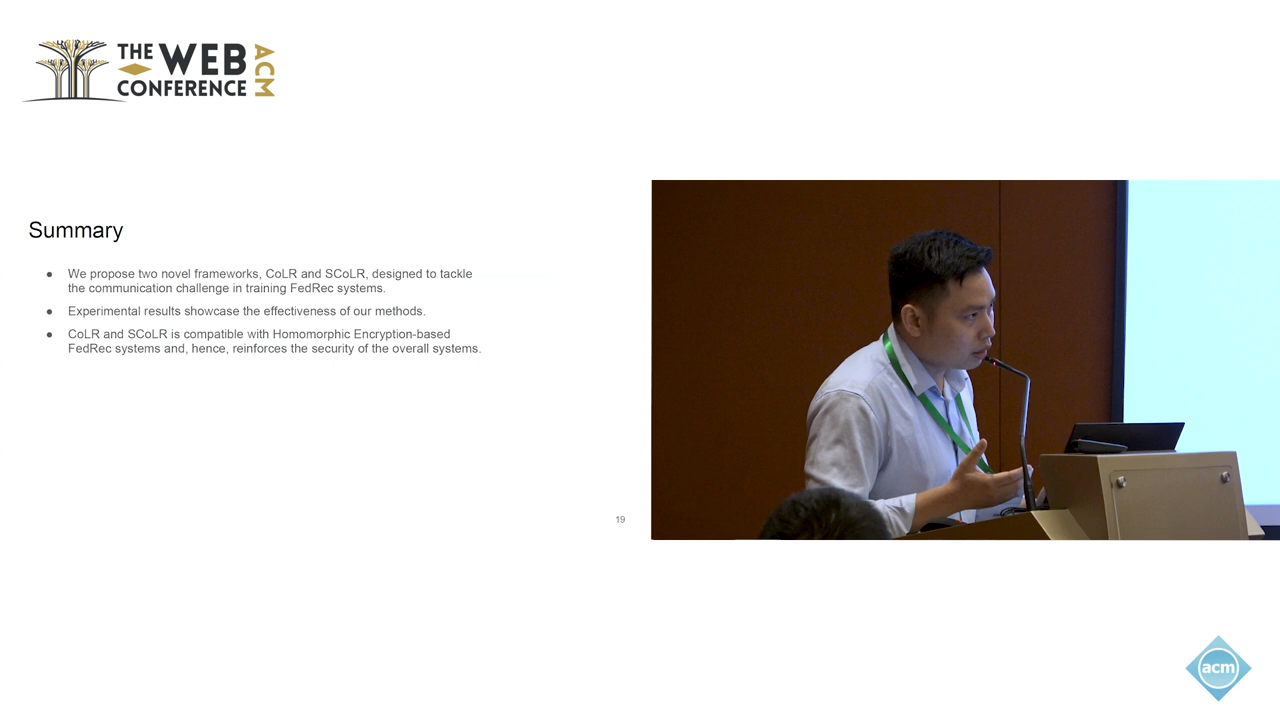 THE WEB
CONFERENCE
ACM
Summary
● We propose two novel frameworks, CoLR and SCoLR, designed to tackle
the communication challenge in training FedRec systems.
● Experimental results showcase the effectiveness of our methods.
● CoLR and SCoLR is compatible with Homomorphic Encryption-based
FedRec systems and, hence, reinforces the security of the overall systems.
19
acm